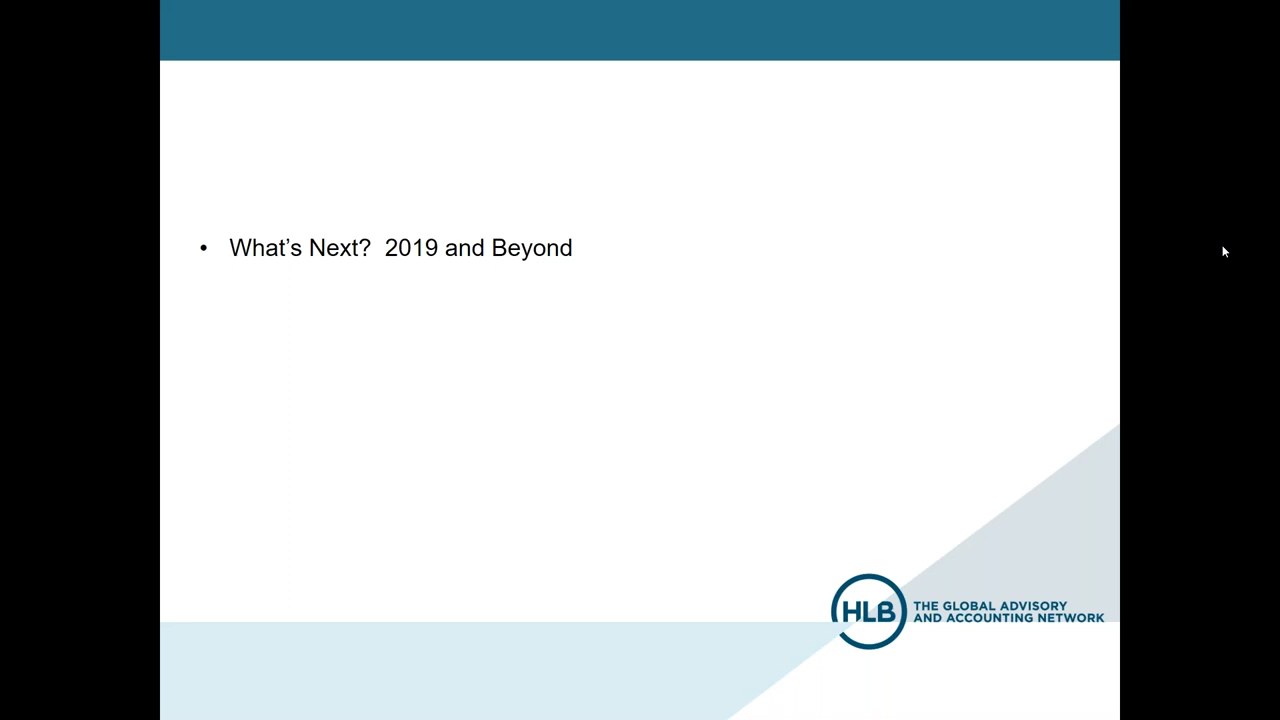 • What’s Next?  2019 and Beyond
HLB
THE GLOBAL ADVISORY
AND ACCOUNTING NETWORK